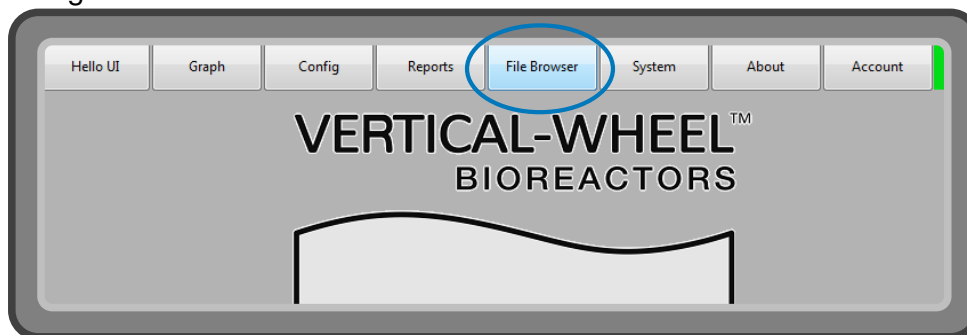 Hello UI Graph Config Reports File Browser System About Account
VERTICAL-WHEEL™
BIOREACTORS